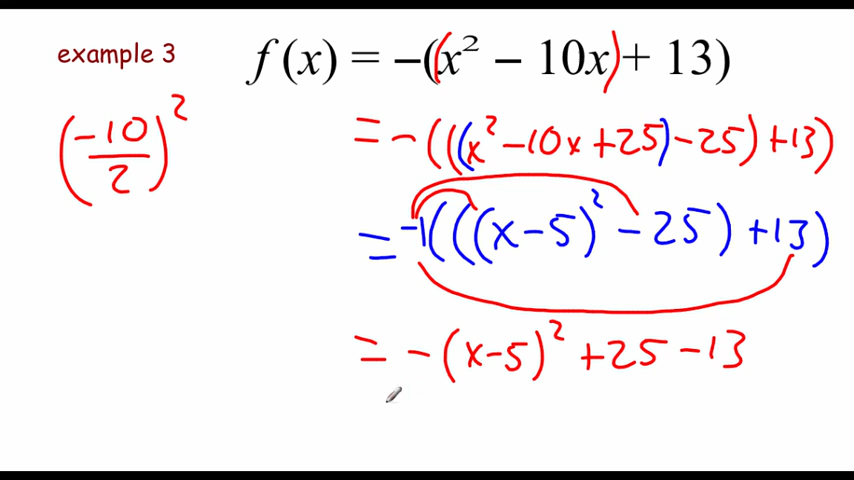 example 3
f(x) = −(x² − 10x) + 13)
(−10/2)²
= −(((x² − 10x + 25) − 25) + 13)
= −1(((x − 5)² − 25) + 13)
= −(x − 5)² + 25 − 13